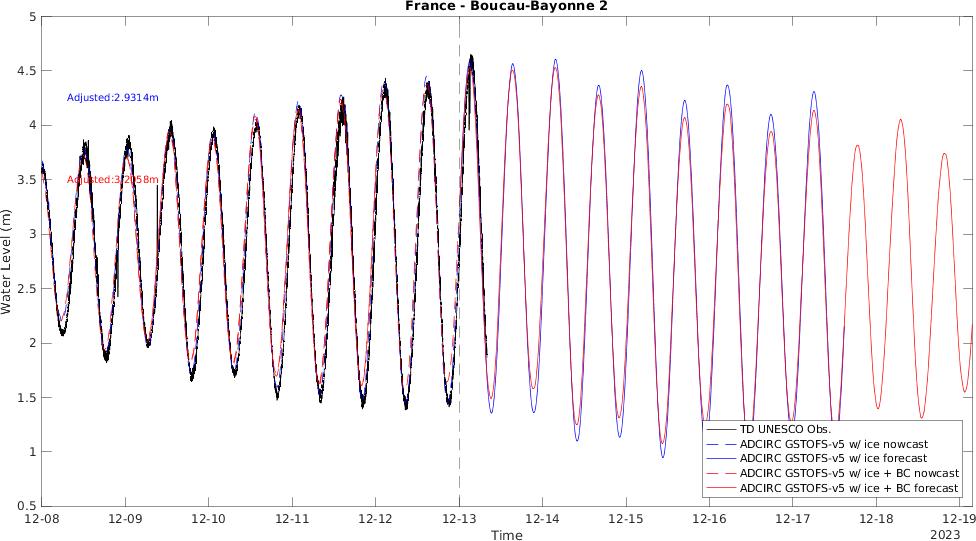 France - Boucau-Bayonne 2
5
4.5
4
3.5
3
2.5
2
1.5
1
0.5
Water Level (m)
Adjusted:2.9314m
TD UNESCO Obs.
ADCIRC GSTOFS-v5 w/ ice nowcast
ADCIRC GSTOFS-v5 w/ ice forecast
ADCIRC GSTOFS-v5 w/ ice + BC nowcast
ADCIRC GSTOFS-v5 w/ ice + BC forecast
12-08 12-09 12-10 12-11 12-12 12-13 12-14 12-15 12-16 12-17 12-18 12-19
Time
2023